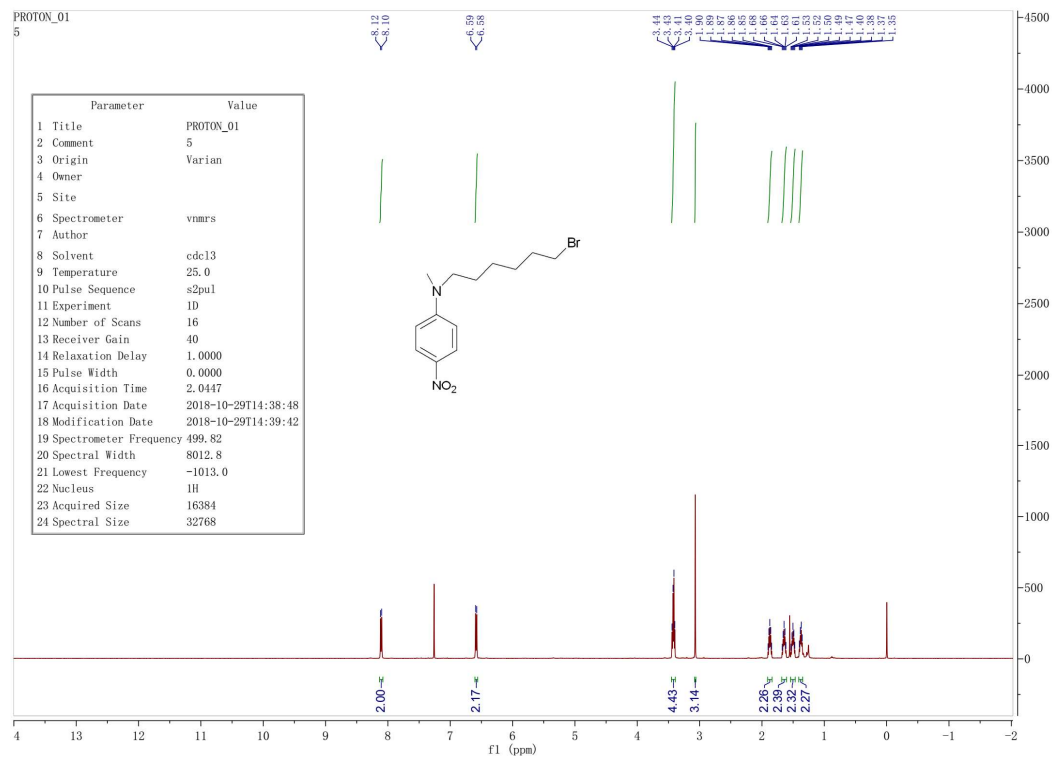 PROTON_01
5
8.12
8.10
6.59
6.58
3.44
3.43
3.41
3.40
1.90
1.89
1.87
1.86
1.85
1.68
1.66
1.64
1.63
1.61
1.53
1.52
1.50
1.49
1.47
1.40
1.38
1.37
1.35
Parameter Value
1 Title PROTON_01
2 Comment 5
3 Origin Varian
4 Owner
5 Site
6 Spectrometer vnmrs
7 Author
8 Solvent cdcl3
9 Temperature 25.0
10 Pulse Sequence s2pul
11 Experiment 1D
12 Number of Scans 16
13 Receiver Gain 40
14 Relaxation Delay 1.0000
15 Pulse Width 0.0000
16 Acquisition Time 2.0447
17 Acquisition Date 2018-10-29T14:38:48
18 Modification Date 2018-10-29T14:39:42
19 Spectrometer Frequency 499.82
20 Spectral Width 8012.8
21 Lowest Frequency -1013.0
22 Nucleus 1H
23 Acquired Size 16384
24 Spectral Size 32768
Br
N
NO2
4500
4000
3500
3000
2500
2000
1500
1000
500
0
2.00
2.17
4.43
3.14
2.26
2.39
2.32
2.27
14 13 12 11 10 9 8 7 6 5 4 3 2 1 0 -1 -2
f1 (ppm)